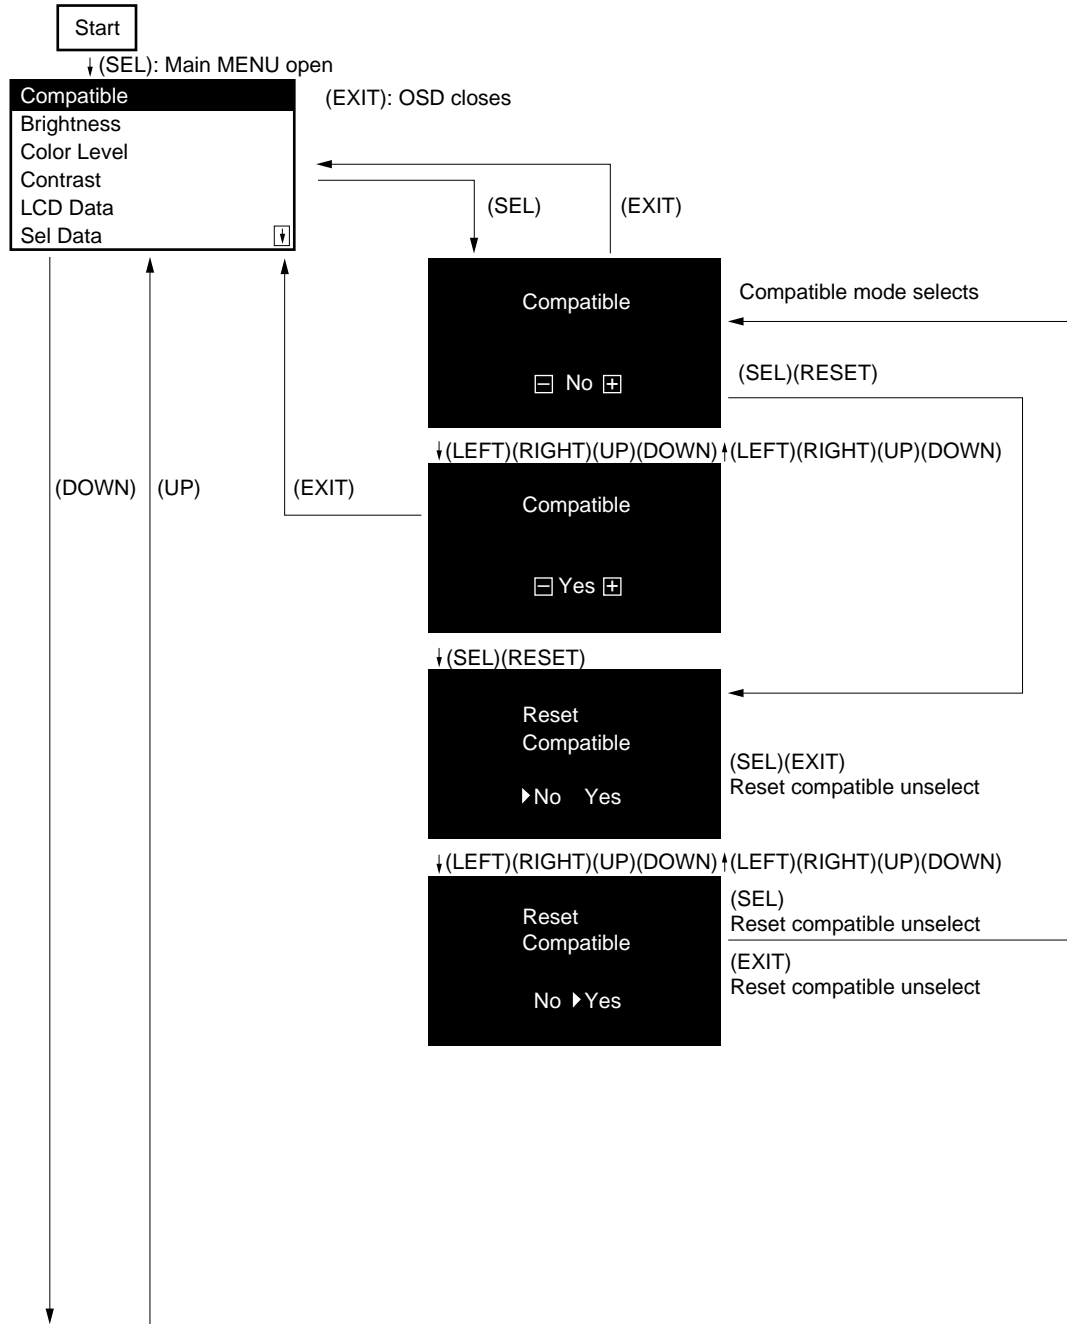 Start
(SEL): Main MENU open
Compatible
(EXIT): OSD closes
Brightness
Color Level
Contrast
LCD Data
Sel Data
(SEL)
(EXIT)
Compatible
No
Compatible mode selects
(SEL)(RESET)
(LEFT)(RIGHT)(UP)(DOWN)
(LEFT)(RIGHT)(UP)(DOWN)
(DOWN)
(UP)
(EXIT)
Compatible
Yes
(SEL)(RESET)
Reset
Compatible
No Yes
(SEL)(EXIT)
Reset compatible unselect
(LEFT)(RIGHT)(UP)(DOWN)
(LEFT)(RIGHT)(UP)(DOWN)
Reset
Compatible
No Yes
(SEL)
Reset compatible unselect
(EXIT)
Reset compatible unselect